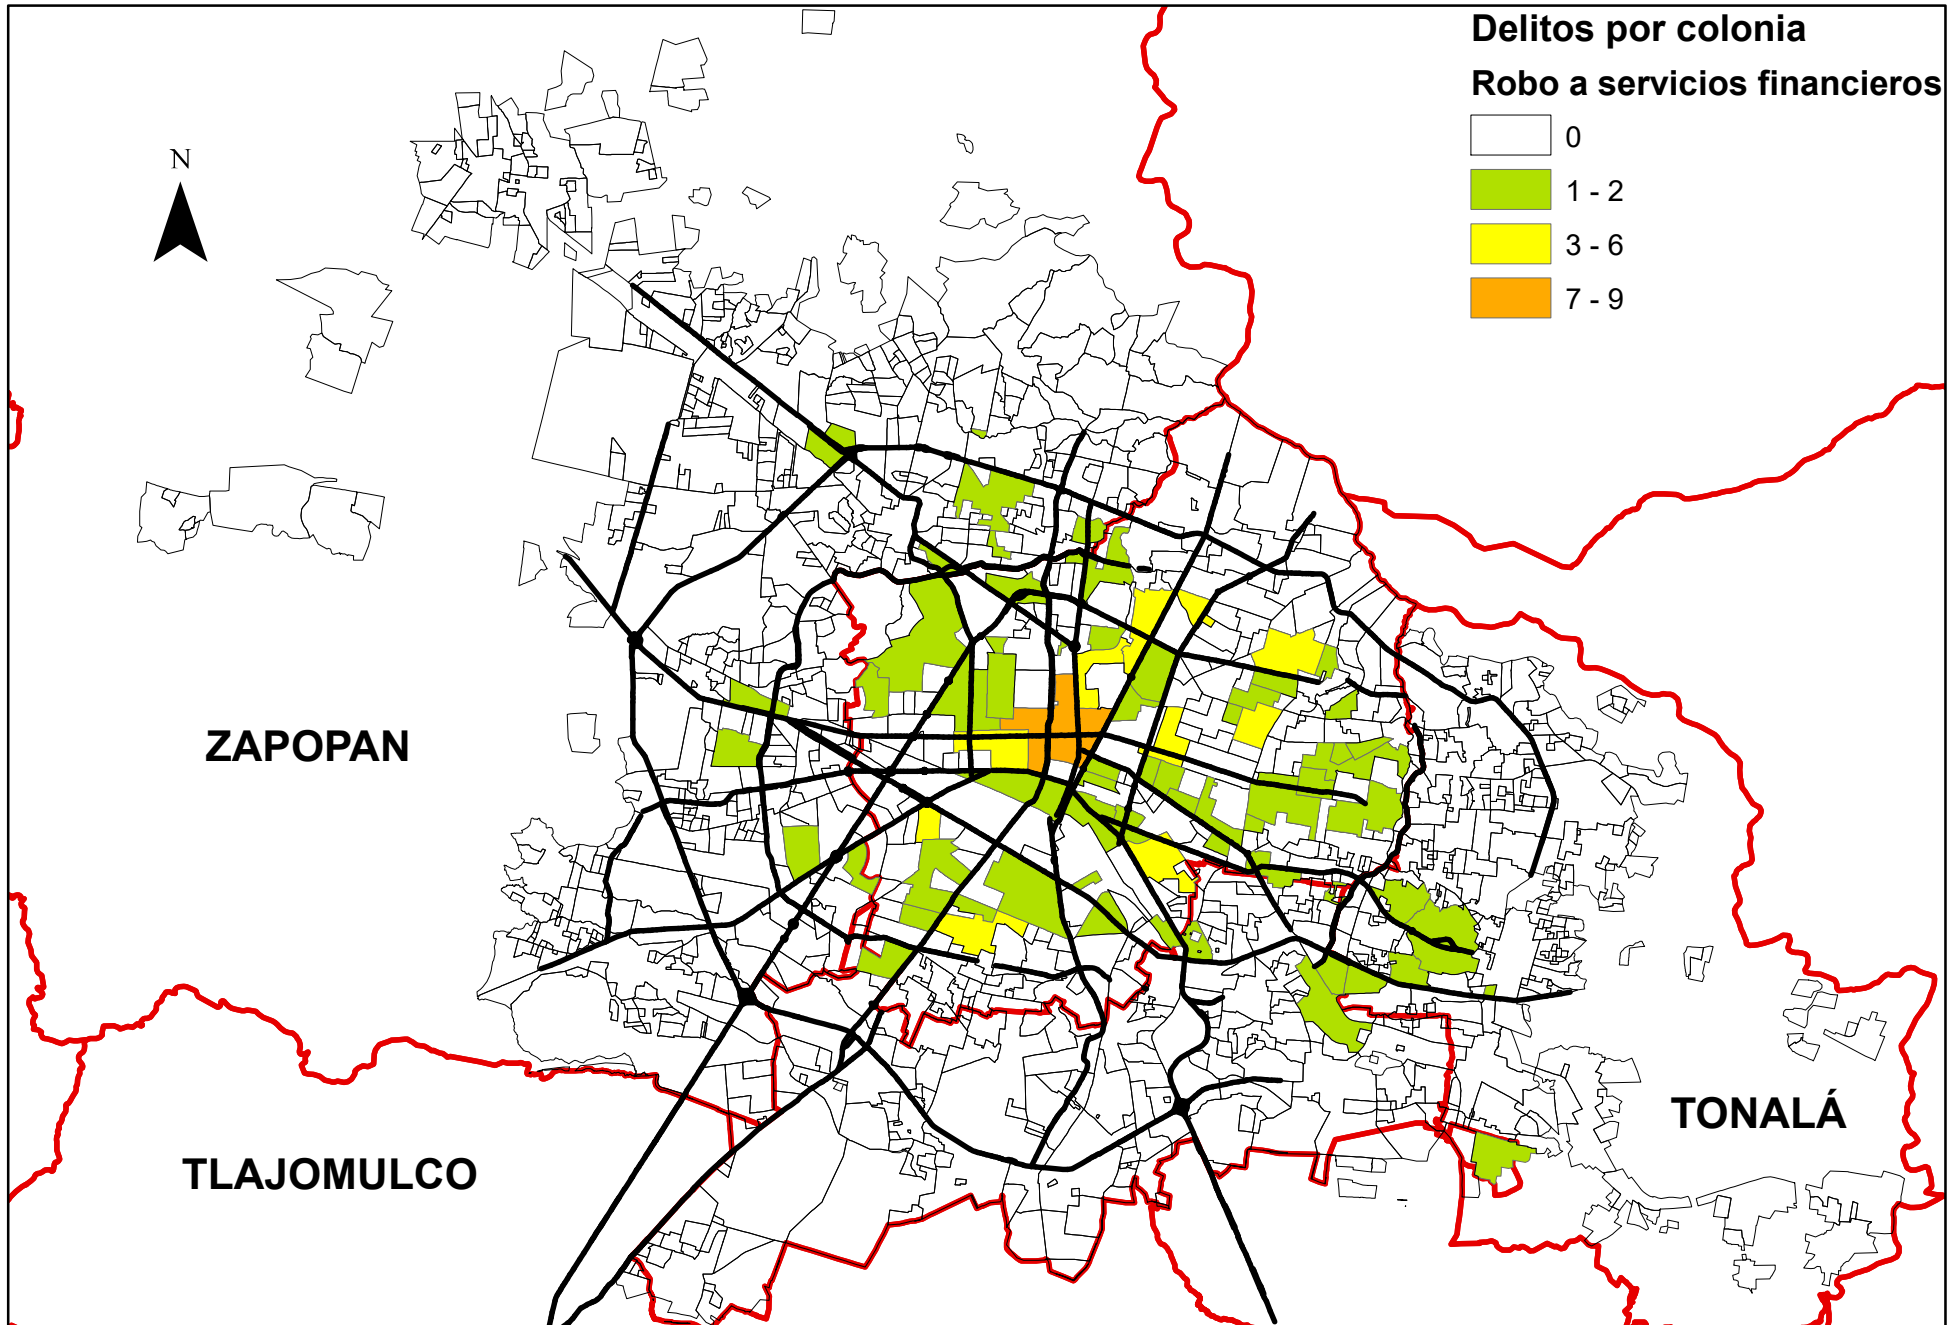 Delitos por colonia
Robo a servicios financieros
0
1 - 2
3 - 6
7 - 9
N
ZAPOPAN
TONALÁ
TLAJOMULCO